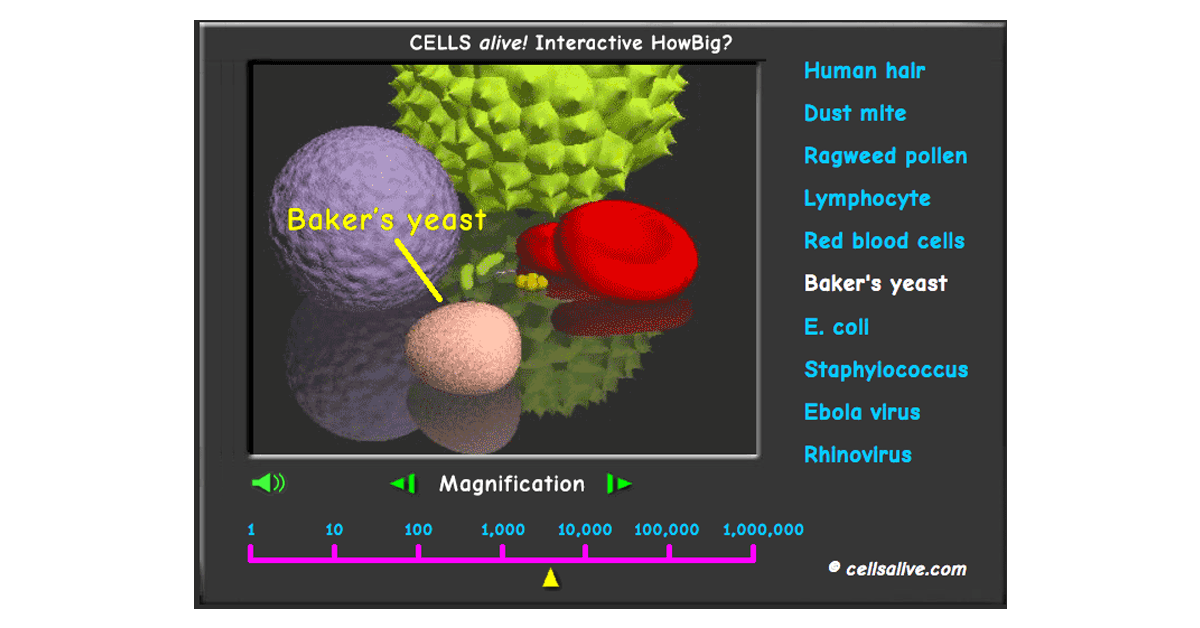 CELLS alive! Interactive HowBig?
Human hair
Dust mite
Ragweed pollen
Lymphocyte
Red blood cells
Baker's yeast
E. coli
Staphylococcus
Ebola virus
Rhinovirus
Baker's yeast
Magnification
1 10 100 1,000 10,000 100,000 1,000,000
© cellsalive.com